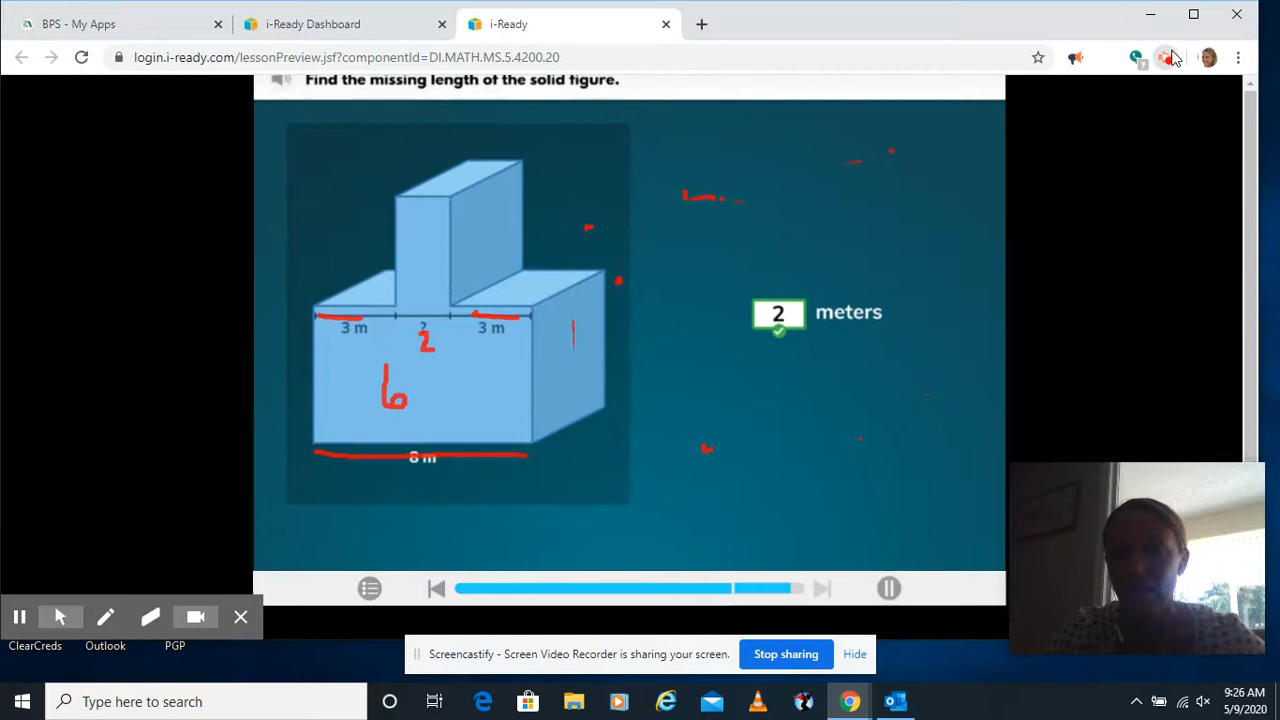 BPS - My Apps
i-Ready Dashboard
i-Ready
login.i-ready.com/lessonPreview.jsf?componentId=DI.MATH.MS.5.4200.20
Find the missing length of the solid figure.
3 m
?
3 m
2
6
8 m
2 meters
ClearCreds
Outlook
PGP
Screencastify - Screen Video Recorder is sharing your screen.
Stop sharing
Hide
Type here to search
9:26 AM
5/9/2020